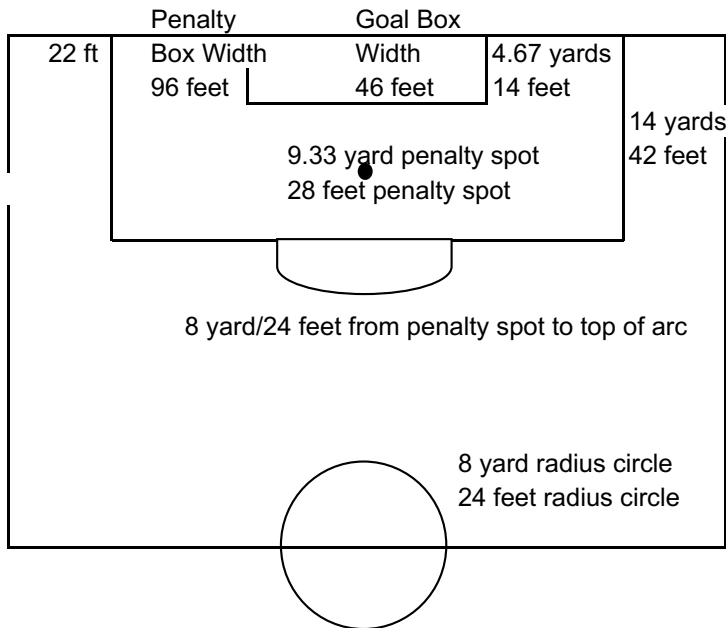 Penalty Goal Box
22 ft Box Width Width 4.67 yards
96 feet 46 feet 14 feet
14 yards
9.33 yard penalty spot 42 feet
28 feet penalty spot
8 yard/24 feet from penalty spot to top of arc
8 yard radius circle
24 feet radius circle